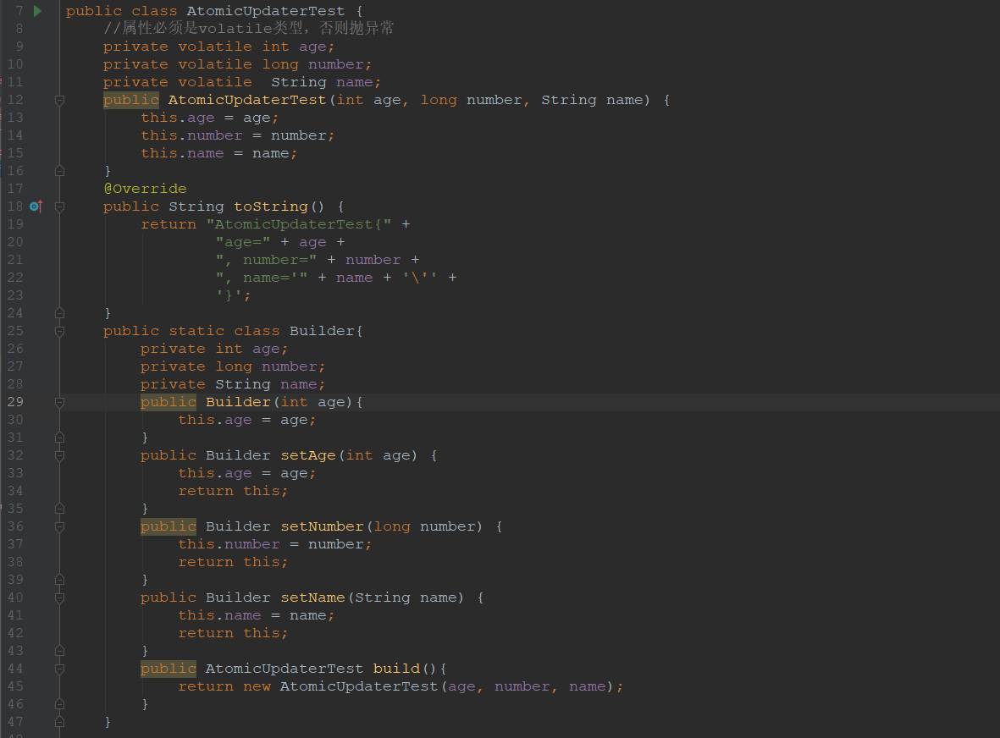 7 public class AtomicUpdaterTest {
8 //属性必须是volatile类型，否则抛异常
9 private volatile int age;
10 private volatile long number;
11 private volatile  String name;
12 public AtomicUpdaterTest(int age, long number, String name) {
13 this.age = age;
14 this.number = number;
15 this.name = name;
16 }
17 @Override
18 public String toString() {
19 return "AtomicUpdaterTest{" +
20 "age=" + age +
21 ", number=" + number +
22 ", name='" + name + '\'' +
23 '}';
24 }
25 public static class Builder{
26 private int age;
27 private long number;
28 private String name;
29 public Builder(int age){
30 this.age = age;
31 }
32 public Builder setAge(int age) {
33 this.age = age;
34 return this;
35 }
36 public Builder setNumber(long number) {
37 this.number = number;
38 return this;
39 }
40 public Builder setName(String name) {
41 this.name = name;
42 return this;
43 }
44 public AtomicUpdaterTest build(){
45 return new AtomicUpdaterTest(age, number, name);
46 }
47 }